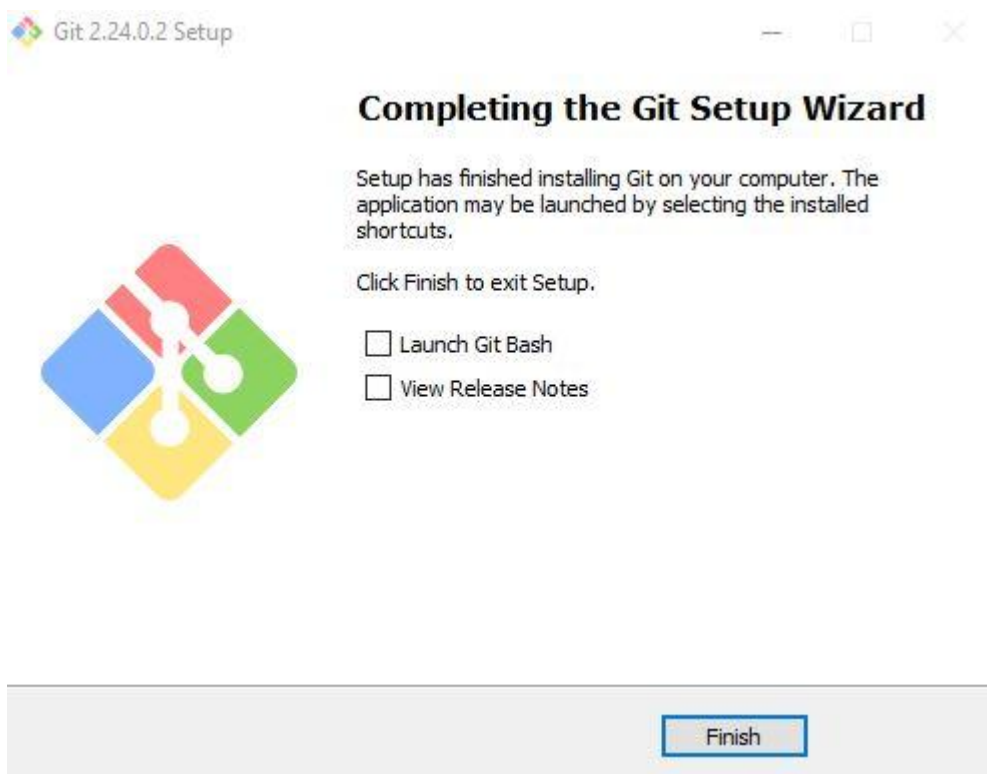 Git 2.24.0.2 Setup
Completing the Git Setup Wizard
Setup has finished installing Git on your computer. The
application may be launched by selecting the installed
shortcuts.
Click Finish to exit Setup.
Launch Git Bash
View Release Notes
Finish